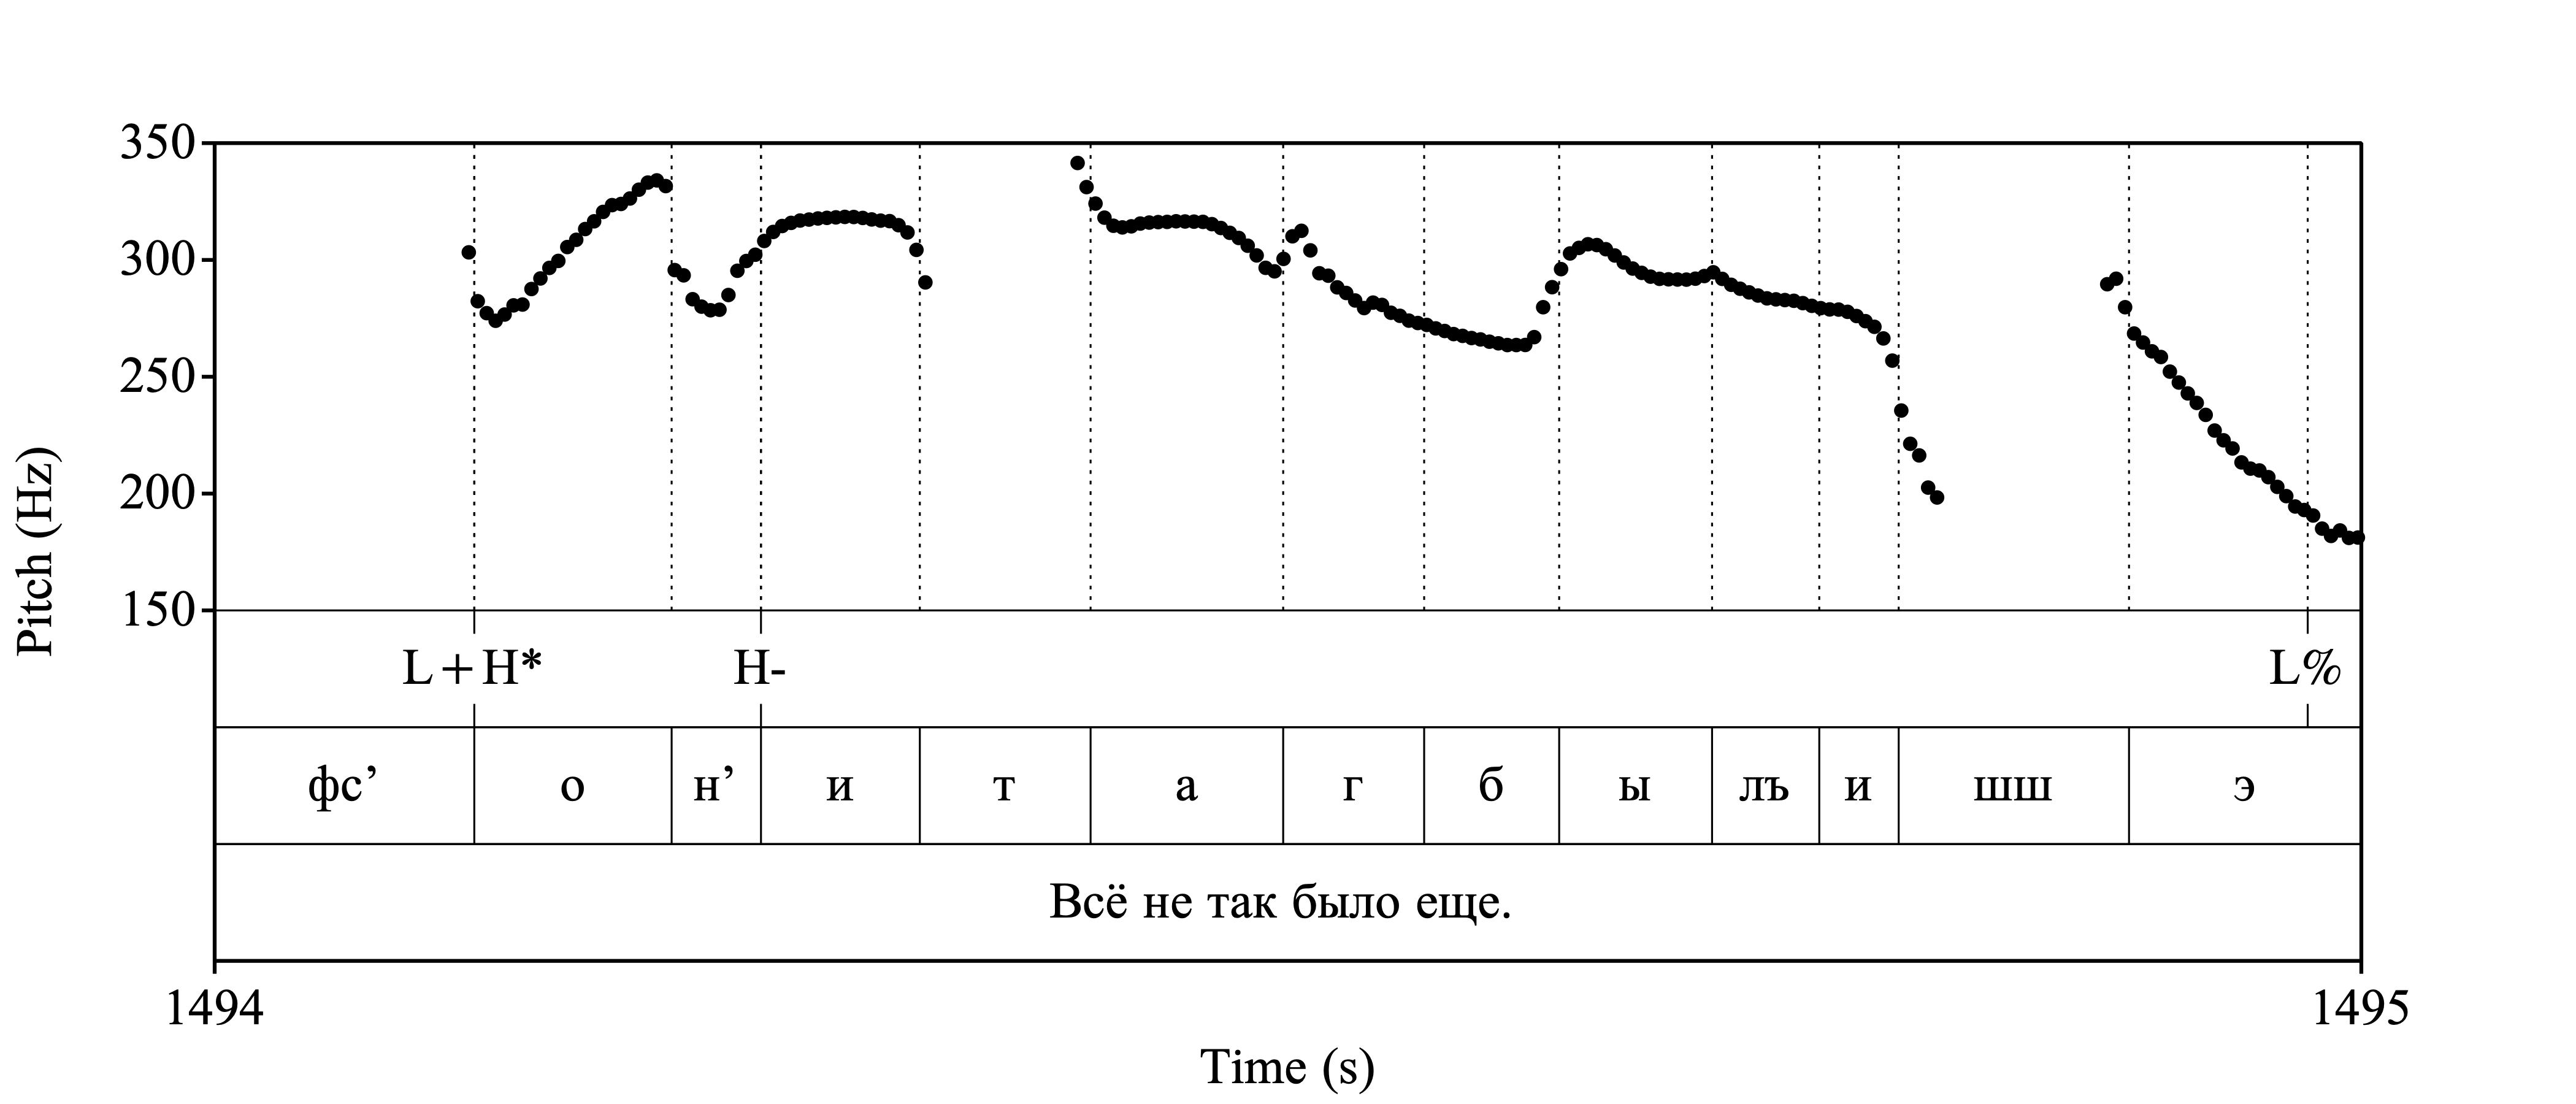 350
300
250
200
150
Pitch (Hz)
L+H* H- L%
фс’ о н’ и т а г б ы лъ и шш э
Всё не так было еще.
1494 1495
Time (s)